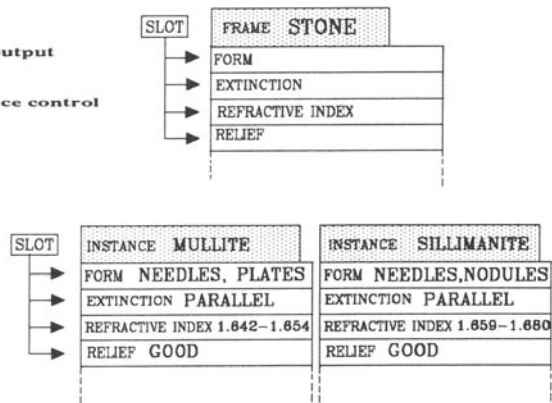 SLOT
FRAME STONE
FORM
EXTINCTION
REFRACTIVE INDEX
RELIEF
ce control
SLOT
INSTANCE MULLITE
FORM NEEDLES, PLATES
EXTINCTION PARALLEL
REFRACTIVE INDEX 1.642–1.654
RELIEF GOOD
INSTANCE SILLIMANITE
FORM NEEDLES,NODULES
EXTINCTION PARALLEL
REFRACTIVE INDEX 1.659–1.680
RELIEF GOOD